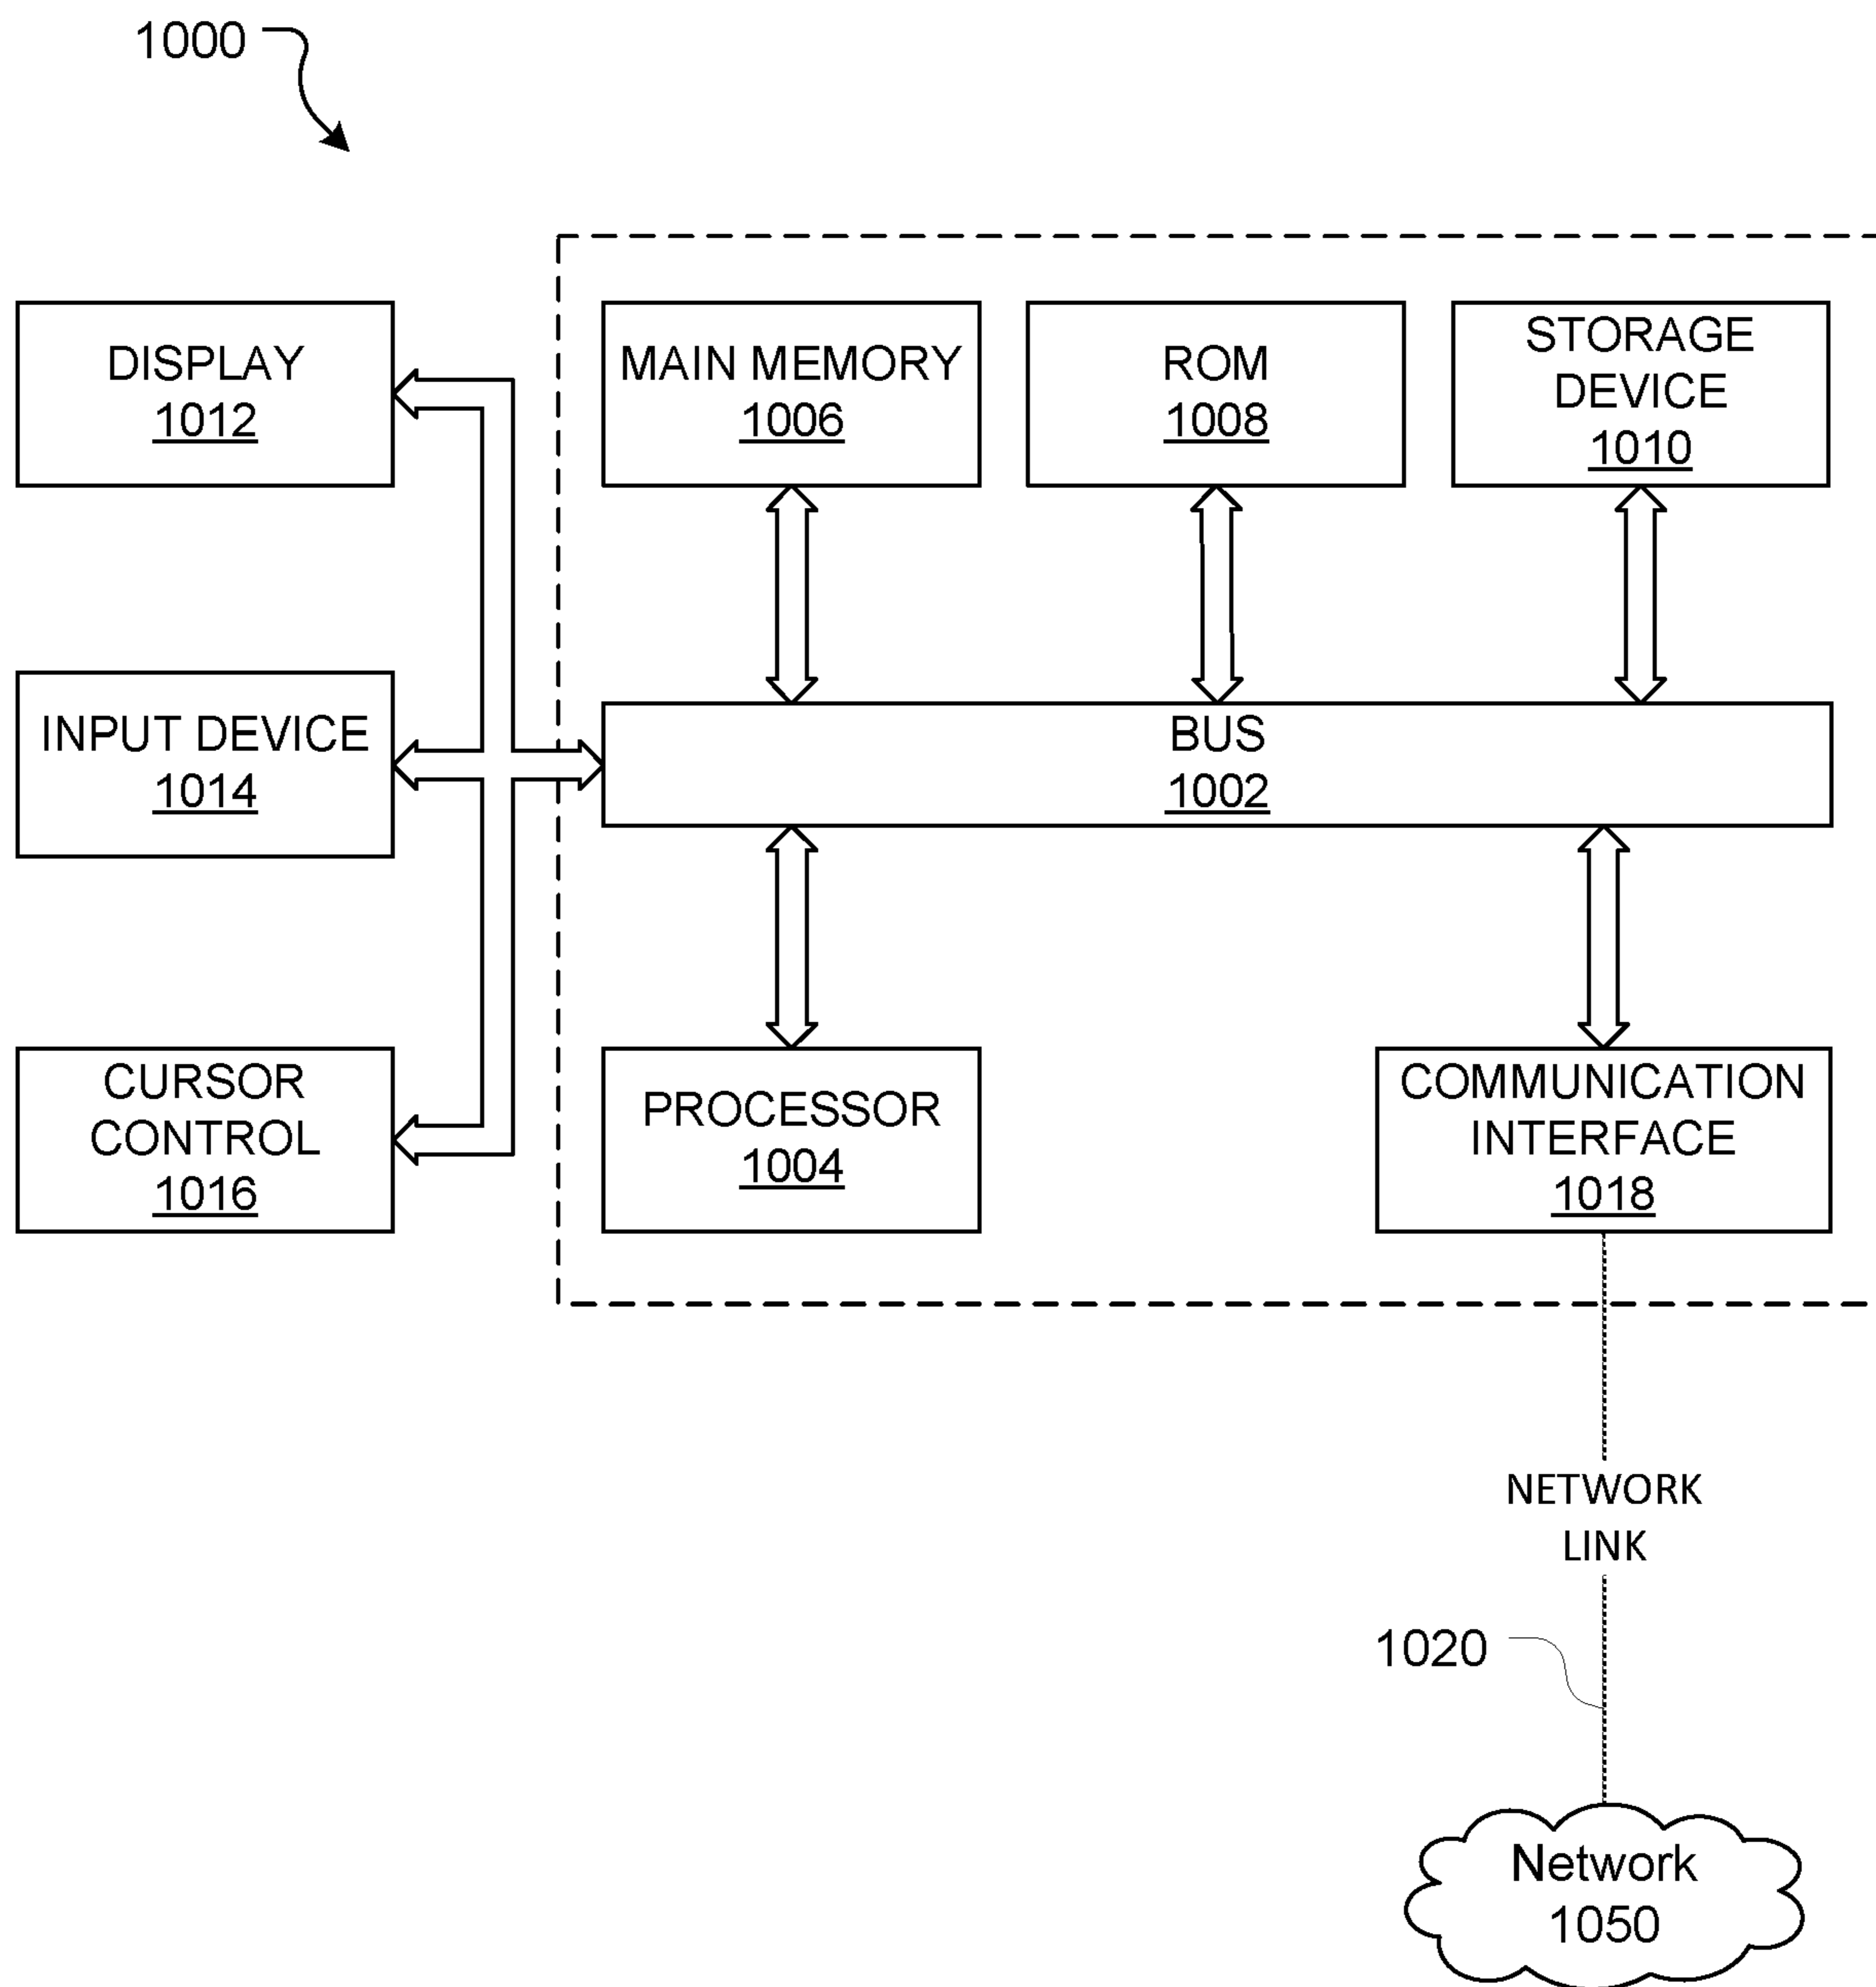 1000
DISPLAY
1012
MAIN MEMORY
1006
ROM
1008
STORAGE
DEVICE
1010
INPUT DEVICE
1014
BUS
1002
CURSOR
CONTROL
1016
PROCESSOR
1004
COMMUNICATION
INTERFACE
1018
NETWORK
LINK
1020
Network
1050